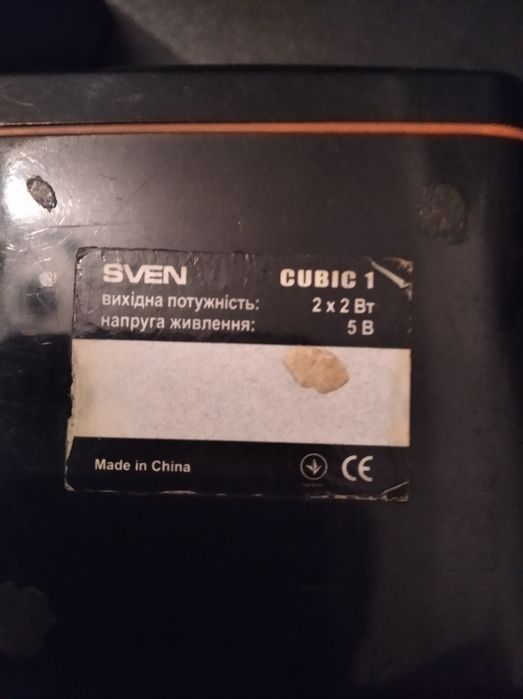 SVEN CUBIC 1
вихідна потужність: 2 x 2 Вт
напруга живлення: 5 В
Made in China CE